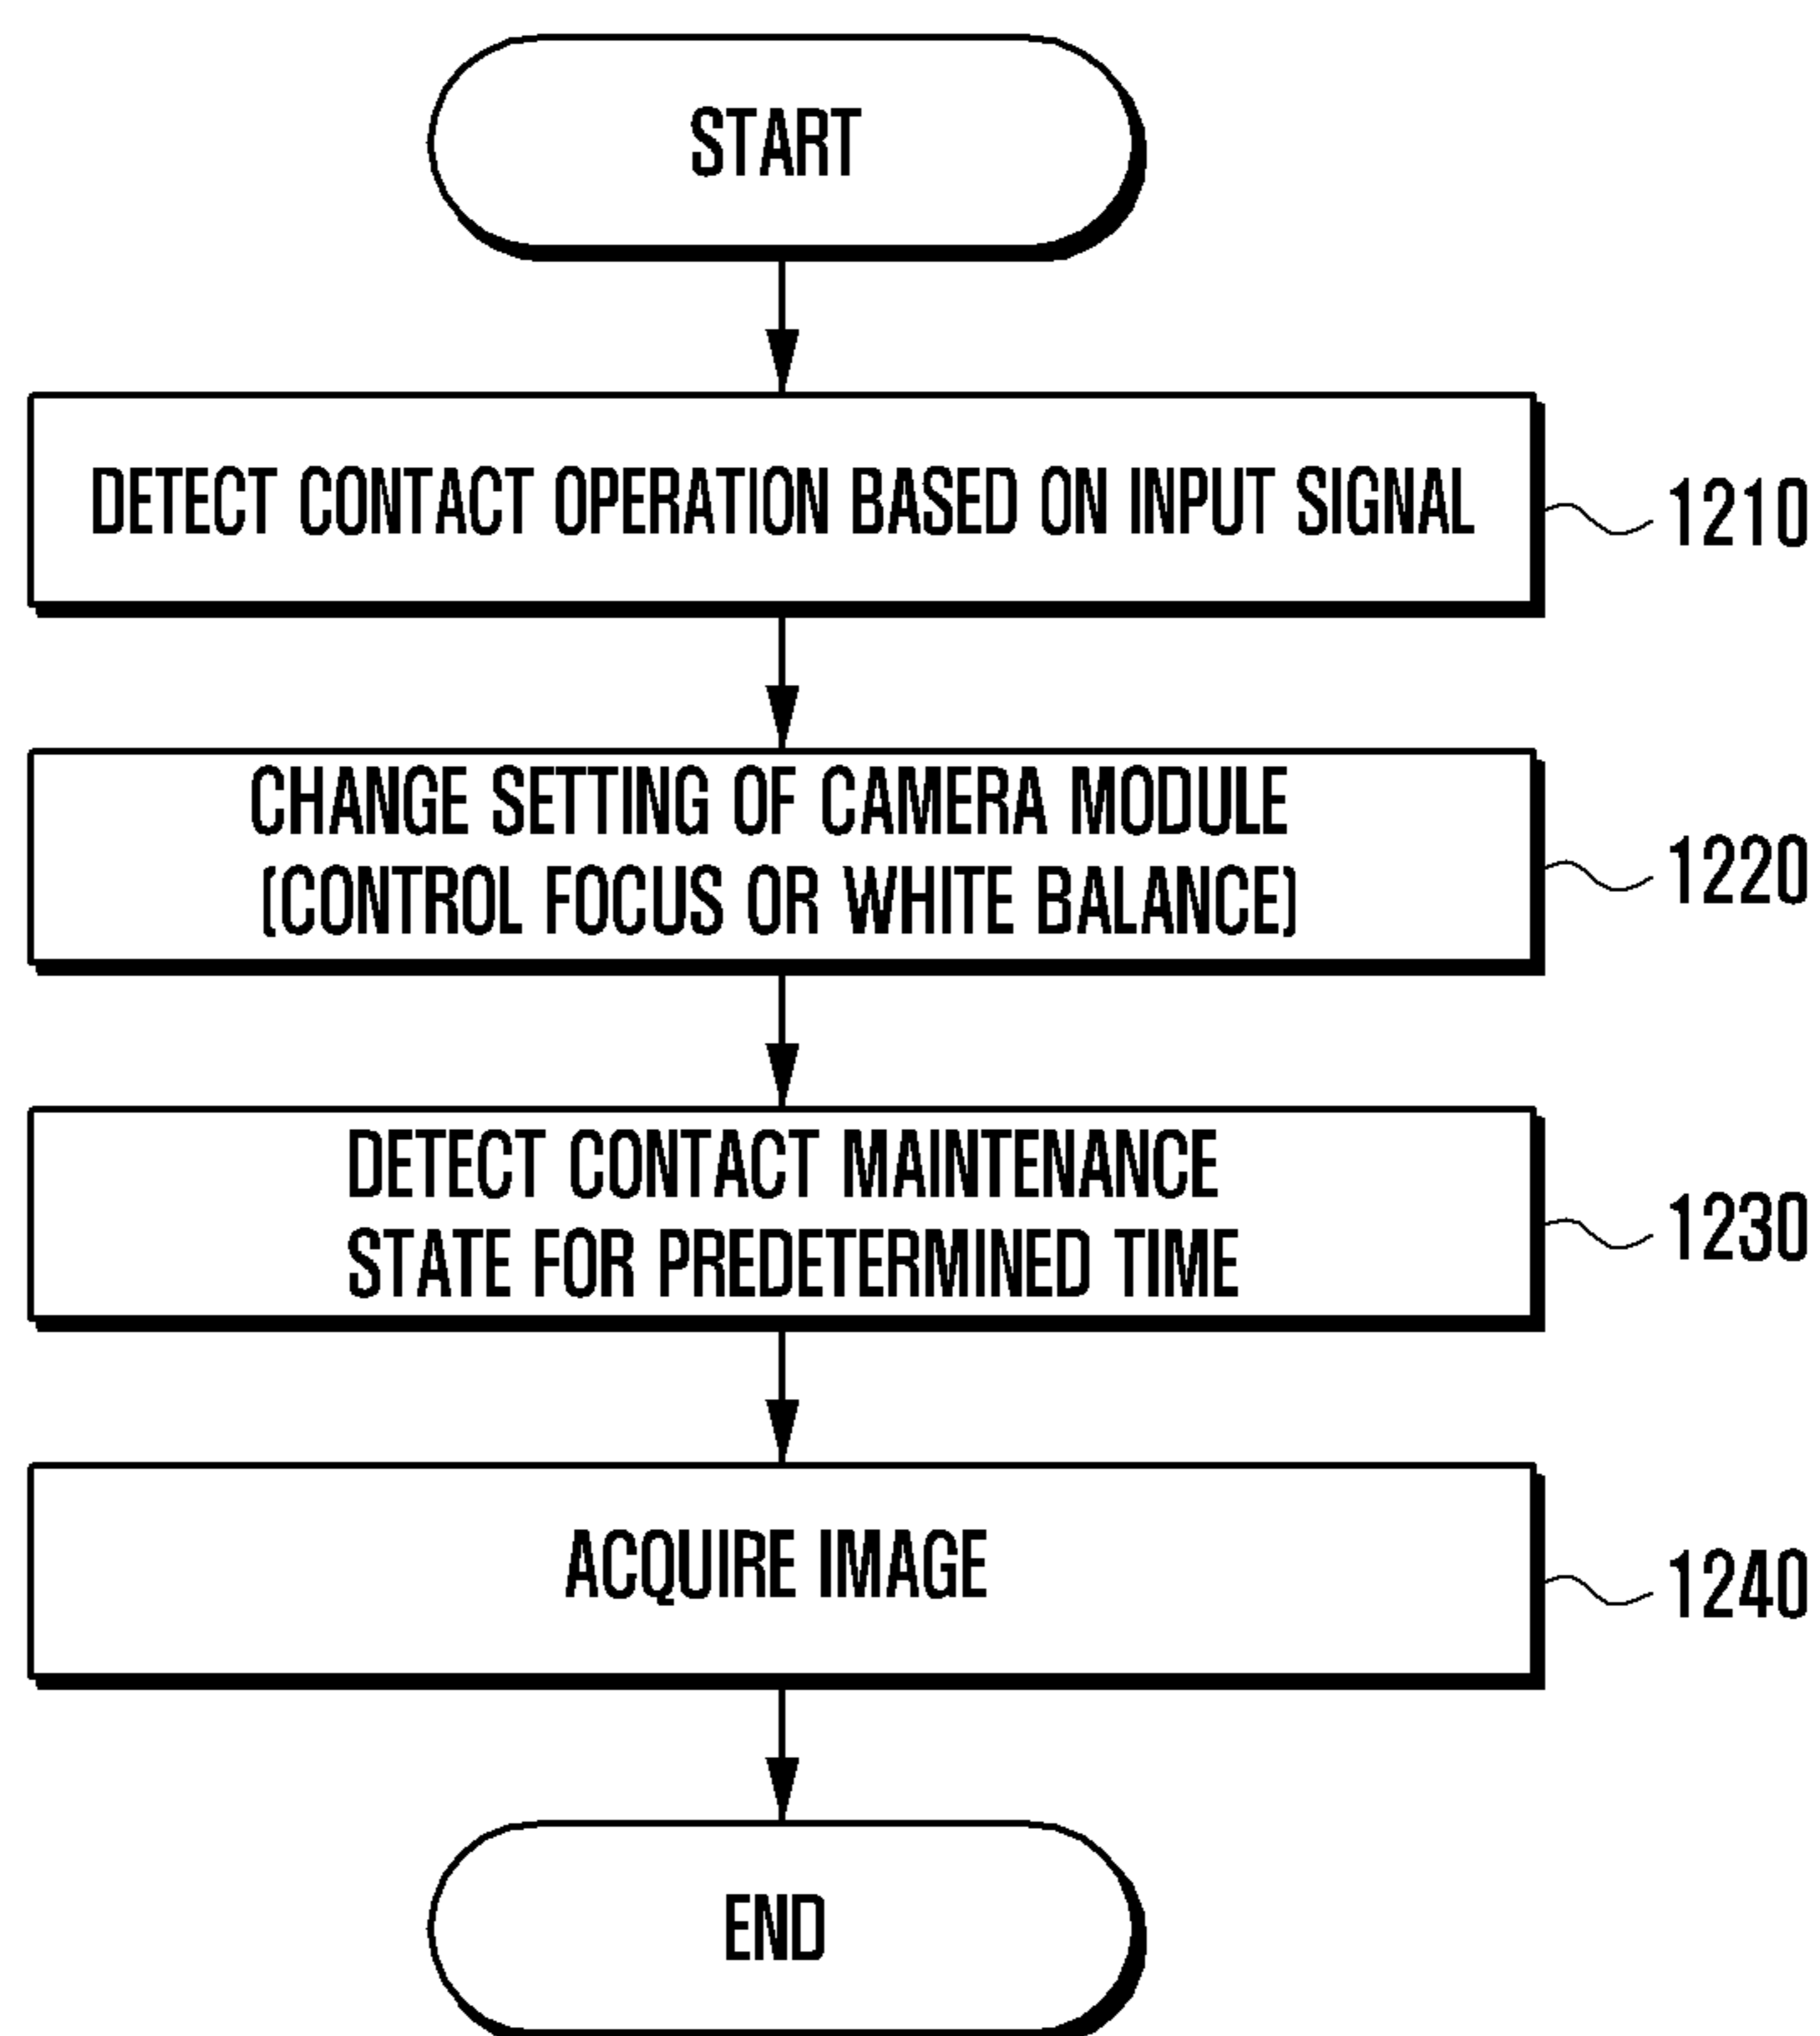 START
DETECT CONTACT OPERATION BASED ON INPUT SIGNAL
1210
CHANGE SETTING OF CAMERA MODULE
(CONTROL FOCUS OR WHITE BALANCE)
1220
DETECT CONTACT MAINTENANCE
STATE FOR PREDETERMINED TIME
1230
ACQUIRE IMAGE
1240
END